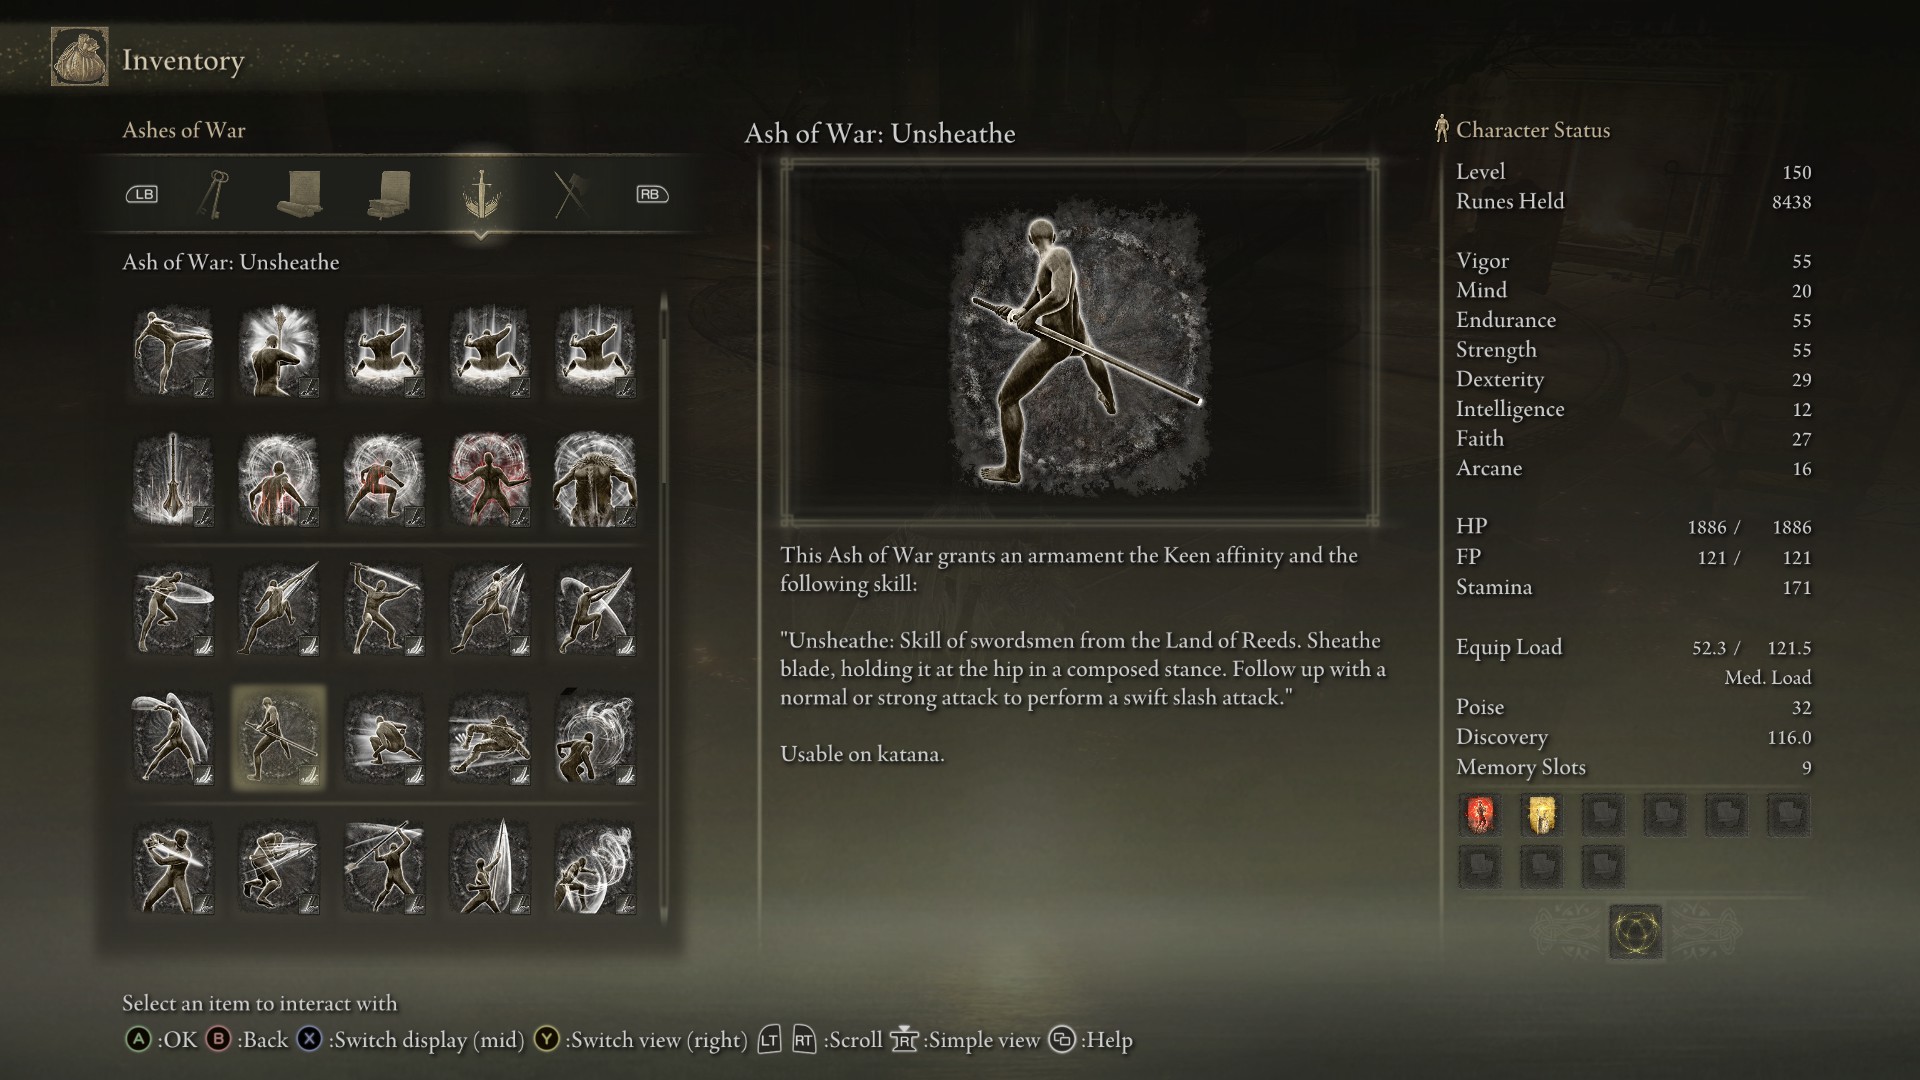 Inventory
Ashes of War
LB
RB
Ash of War: Unsheathe
Ash of War: Unsheathe
This Ash of War grants an armament the Keen affinity and the
following skill:
"Unsheathe: Skill of swordsmen from the Land of Reeds. Sheathe
blade, holding it at the hip in a composed stance. Follow up with a
normal or strong attack to perform a swift slash attack."
Usable on katana.
Character Status
Level 150
Runes Held 8438
Vigor 55
Mind 20
Endurance 55
Strength 55
Dexterity 29
Intelligence 12
Faith 27
Arcane 16
HP 1886 / 1886
FP 121 / 121
Stamina 171
Equip Load 52.3 / 121.5
Med. Load
Poise 32
Discovery 116.0
Memory Slots 9
Select an item to interact with
A :OK B :Back X :Switch display (mid) Y :Switch view (right) LT RT :Scroll R :Simple view :Help